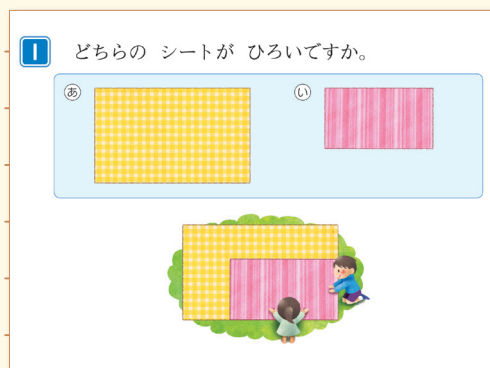 1 どちらの シートが ひろいですか。
あ い